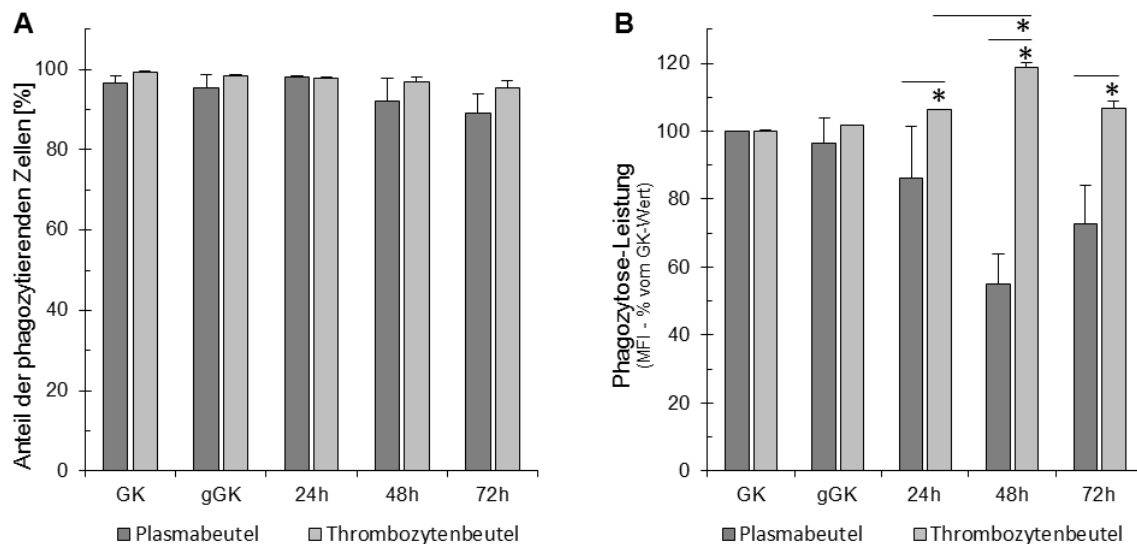 A
Anteil der phagozytierenden Zellen [%]
100
80
60
40
20
0
GK gGK 24h 48h 72h
Plasmabeutel Thrombozytenbeutel
B
Phagozytose-Leistung
(MFI - % vom GK-Wert)
120
100
80
60
40
20
0
*
*
*
*
GK gGK 24h 48h 72h
Plasmabeutel Thrombozytenbeutel